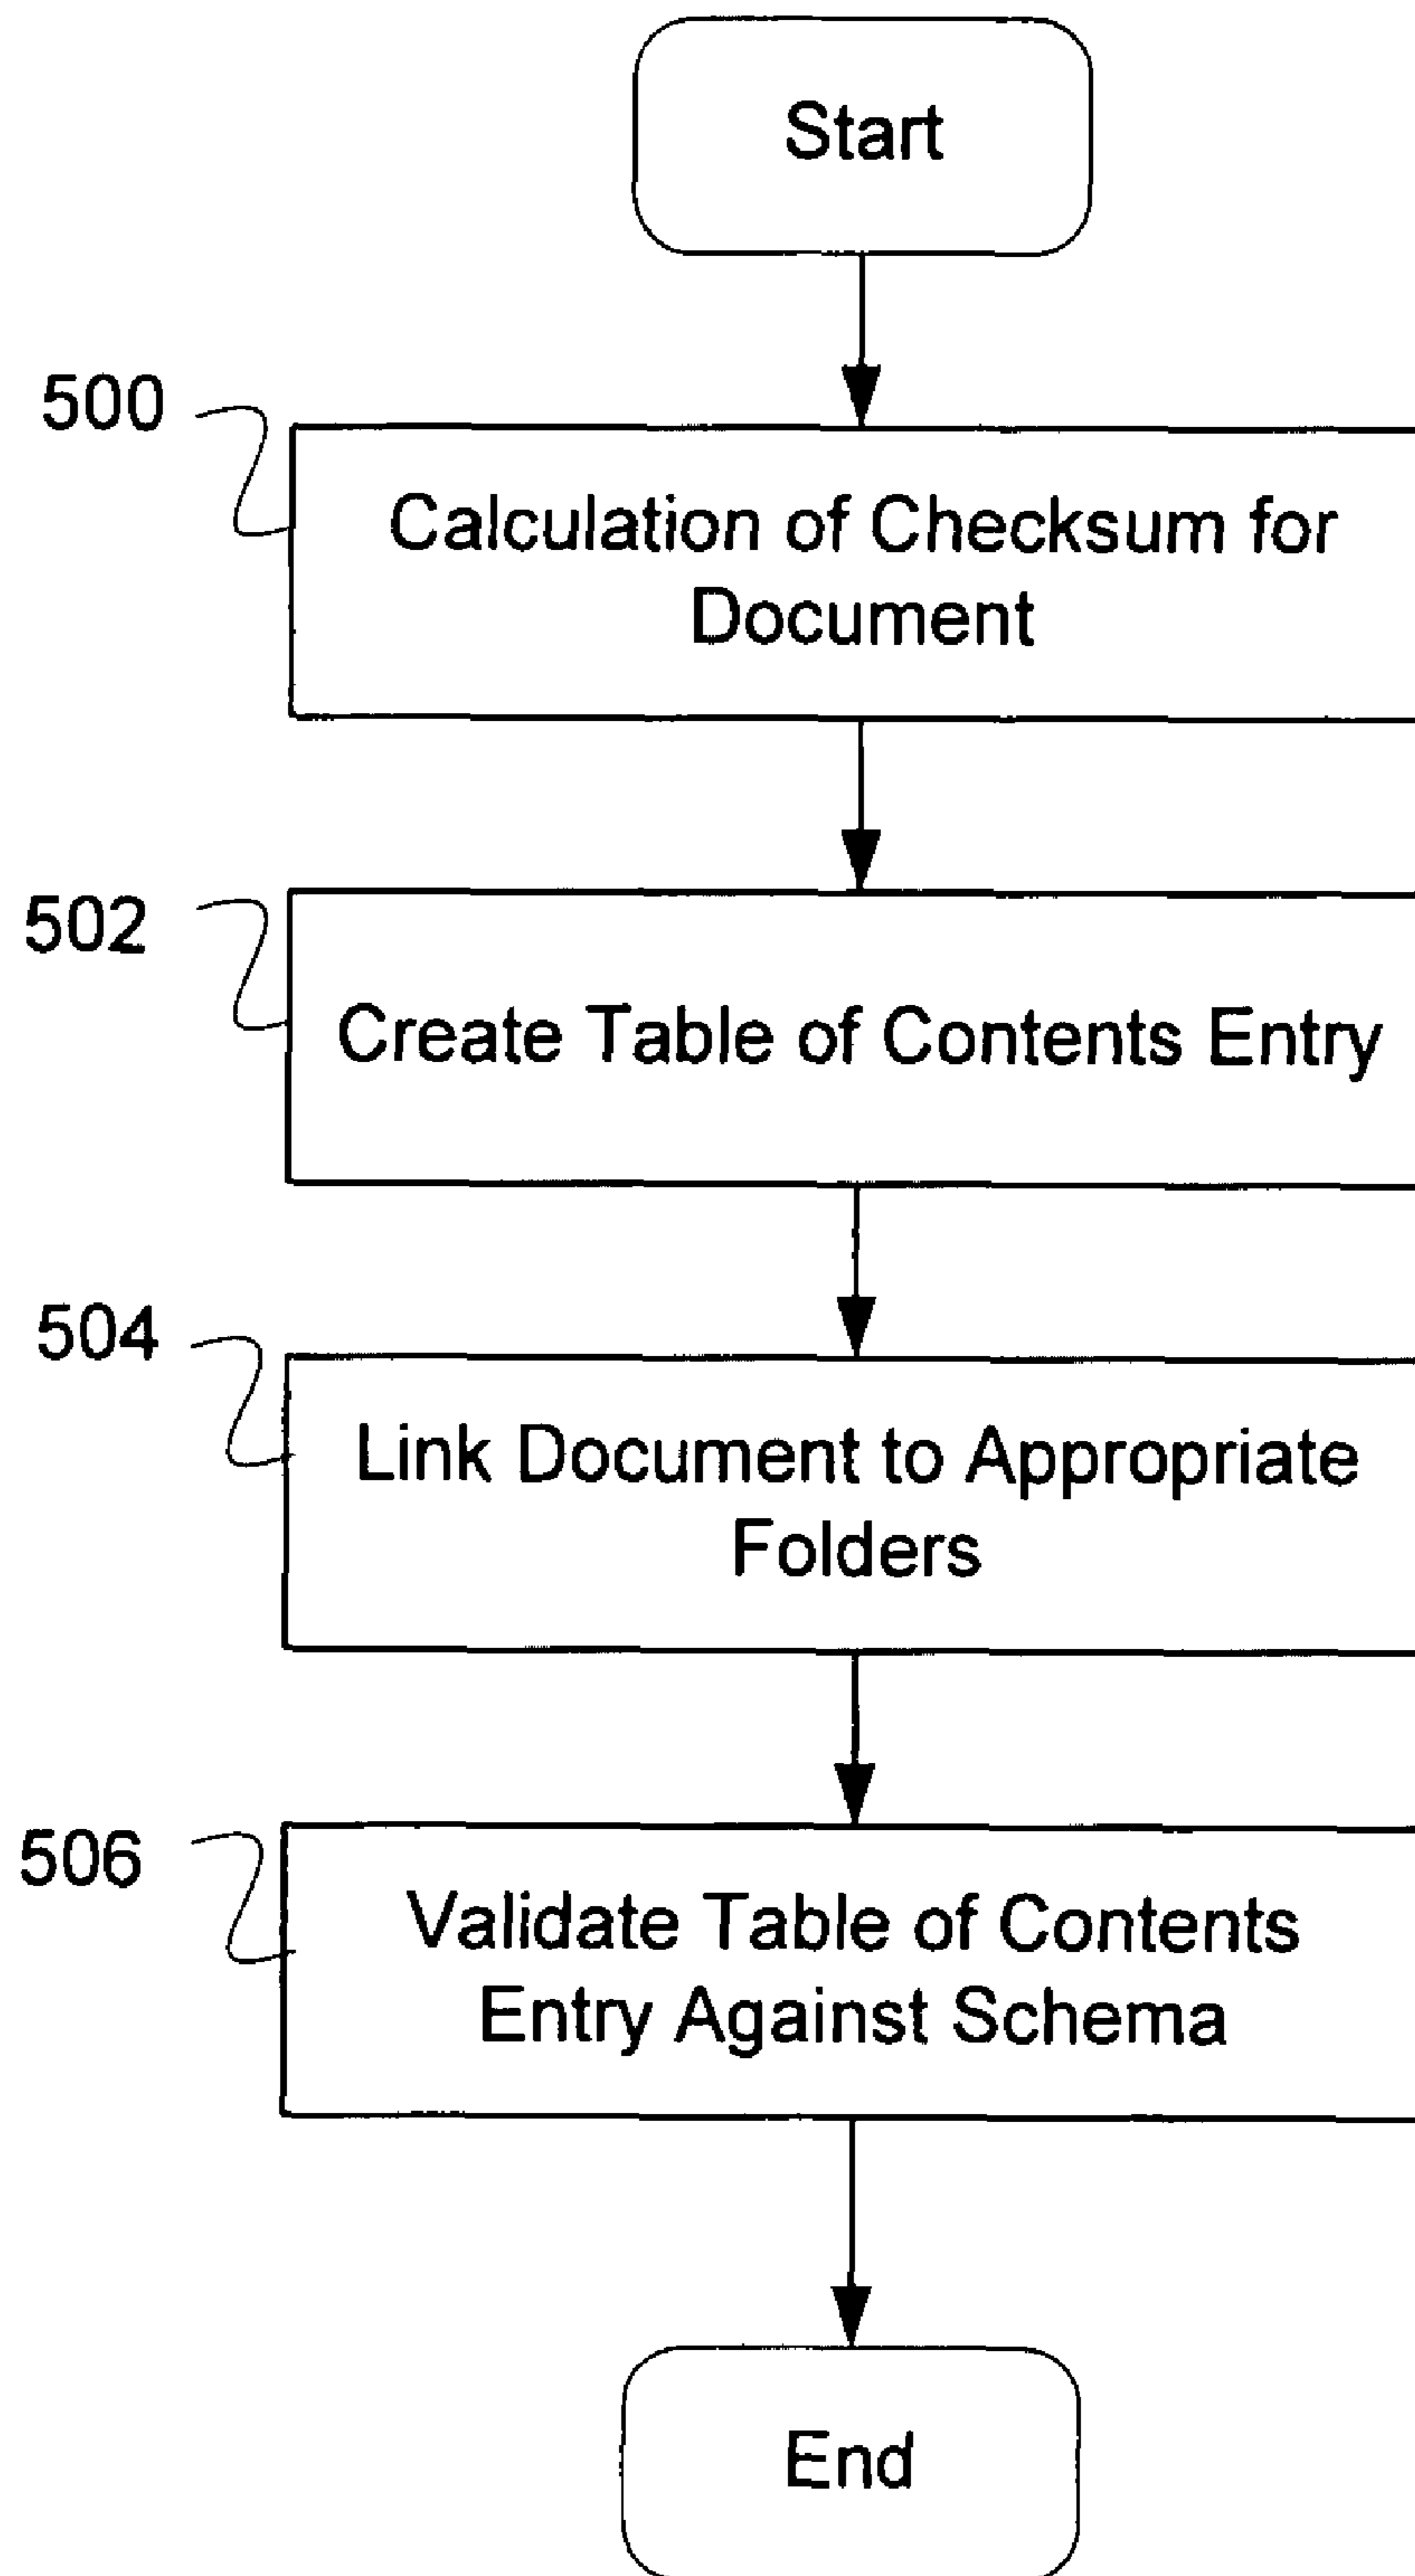 Start
500
Calculation of Checksum for
Document
502
Create Table of Contents Entry
504
Link Document to Appropriate
Folders
506
Validate Table of Contents
Entry Against Schema
End